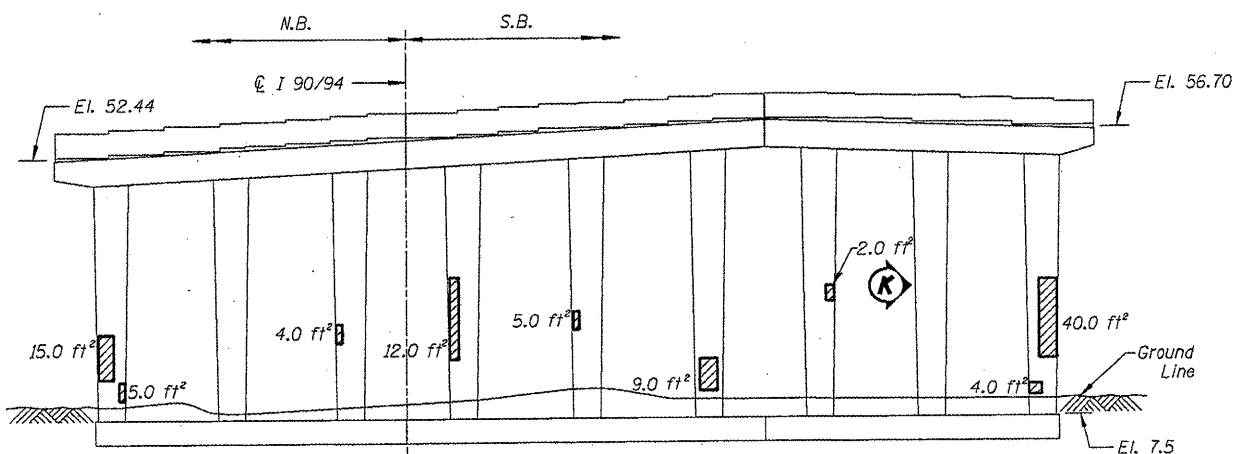 N.B.
S.B.
℄ I 90/94
El. 52.44
El. 56.70
2.0 ft²
K
15.0 ft²
4.0 ft²
12.0 ft²
5.0 ft²
40.0 ft²
5.0 ft²
9.0 ft²
4.0 ft²
Ground
Line
El. 7.5